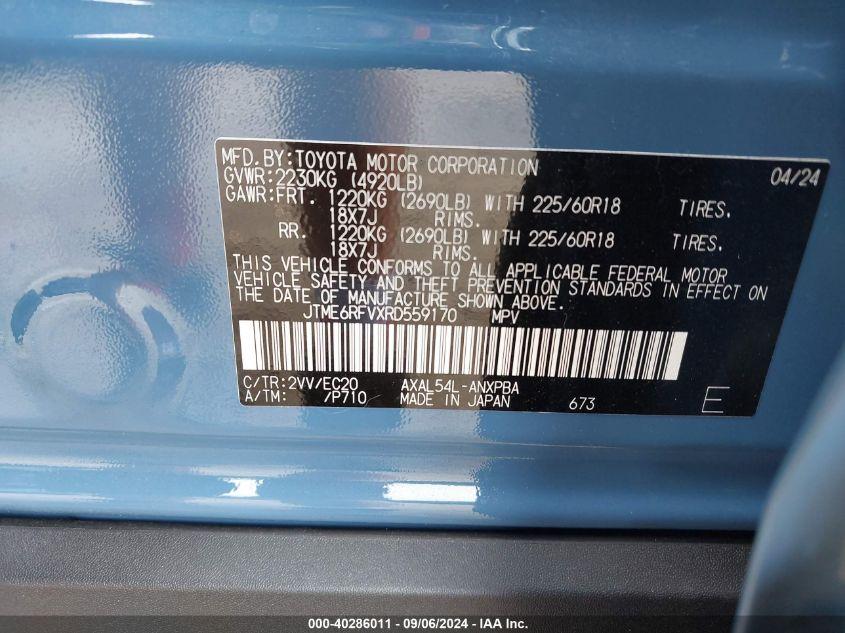 MFD.BY:TOYOTA MOTOR CORPORATION 04/24
GVWR:2230KG (4920LB)
GAWR:FRT. 1220KG (2690LB) WITH 225/60R18 TIRES.
18X7J RIMS.
RR. 1220KG (2690LB) WITH 225/60R18 TIRES.
18X7J RIMS.
THIS VEHICLE CONFORMS TO ALL APPLICABLE FEDERAL MOTOR
VEHICLE SAFETY AND THEFT PREVENTION STANDARDS IN EFFECT ON
THE DATE OF MANUFACTURE SHOWN ABOVE.
JTME6RFVXRD559170 MPV
C/TR:2VV/EC20 AXAL54L-ANXPBA
A/TM: /P710 MADE IN JAPAN 673 E
000-40286011 - 09/06/2024 - IAA Inc.